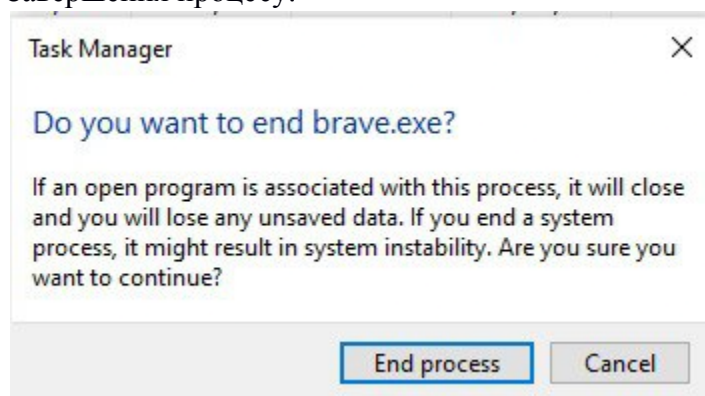 завершення процесу.
Task Manager
Do you want to end brave.exe?
If an open program is associated with this process, it will close
and you will lose any unsaved data. If you end a system
process, it might result in system instability. Are you sure you
want to continue?
End process Cancel